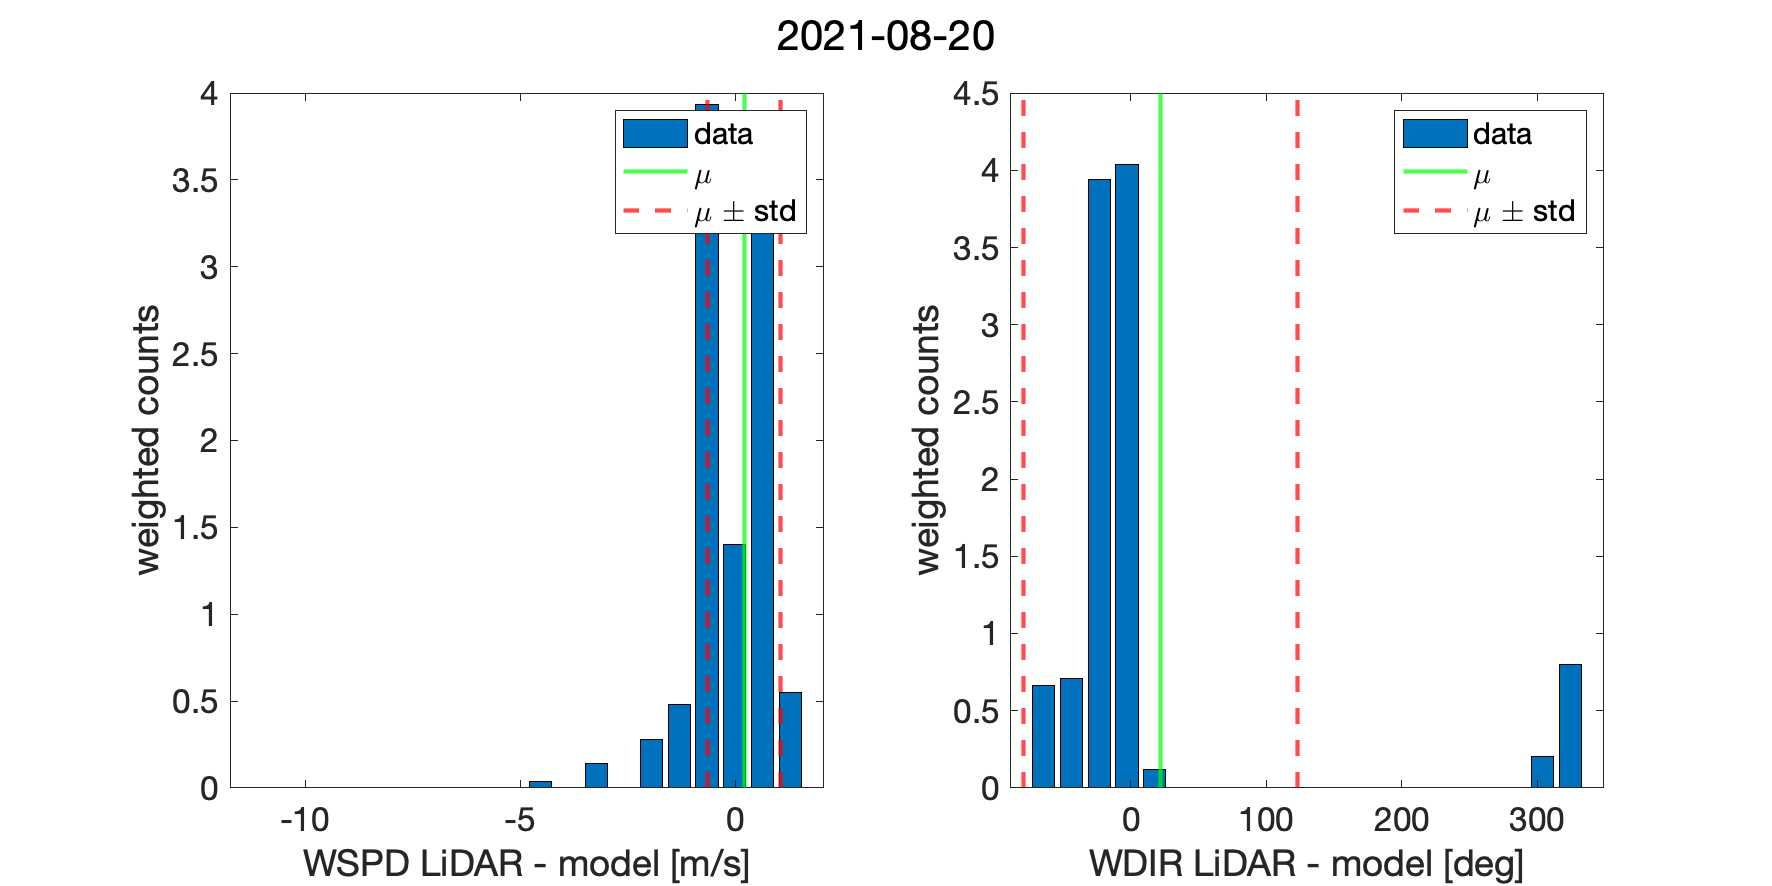 2021-08-20
4
3.5
3
2.5
2
1.5
1
0.5
0
weighted counts
-10
-5
0
WSPD LiDAR - model [m/s]
data
μ
μ ± std
4.5
4
3.5
3
2.5
2
1.5
1
0.5
0
weighted counts
0
100
200
300
WDIR LiDAR - model [deg]
data
μ
μ ± std